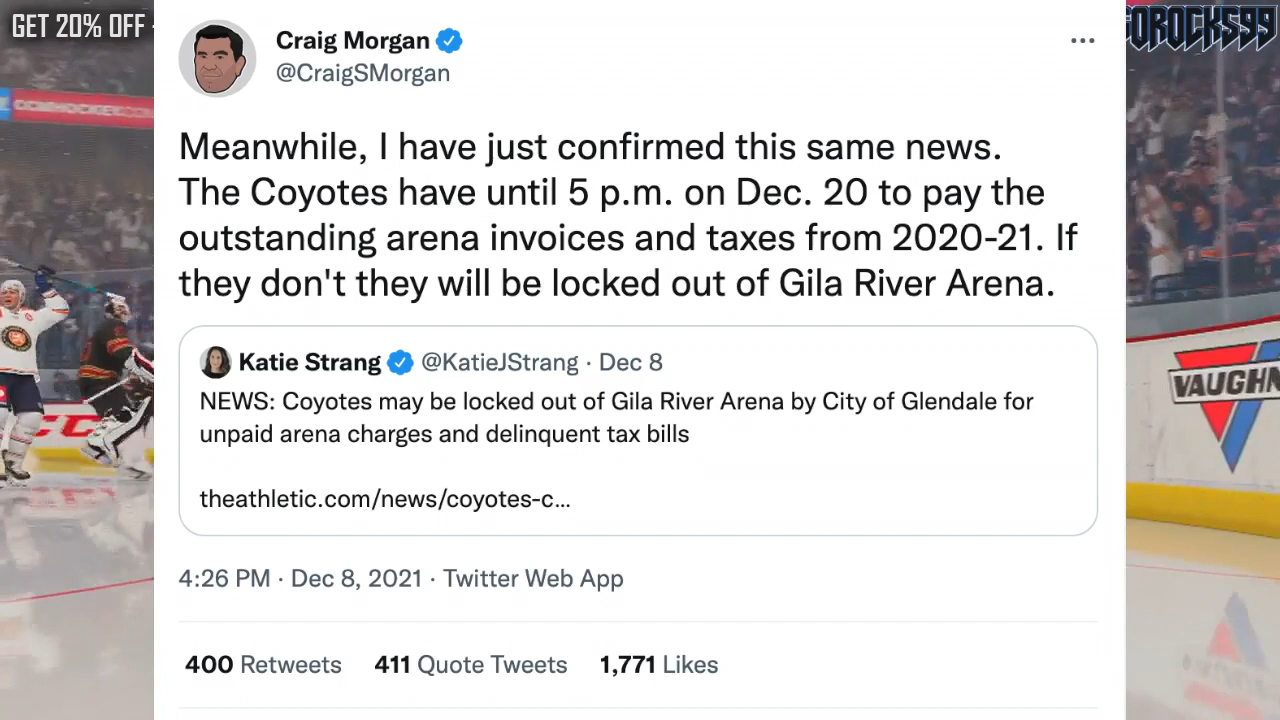 GET 20% OFF
OROCKS99
Craig Morgan
@CraigSMorgan
Meanwhile, I have just confirmed this same news.
The Coyotes have until 5 p.m. on Dec. 20 to pay the
outstanding arena invoices and taxes from 2020-21. If
they don't they will be locked out of Gila River Arena.
Katie Strang @KatieJStrang · Dec 8
NEWS: Coyotes may be locked out of Gila River Arena by City of Glendale for
unpaid arena charges and delinquent tax bills
theathletic.com/news/coyotes-c...
4:26 PM · Dec 8, 2021 · Twitter Web App
400 Retweets 411 Quote Tweets 1,771 Likes
VAUGHN